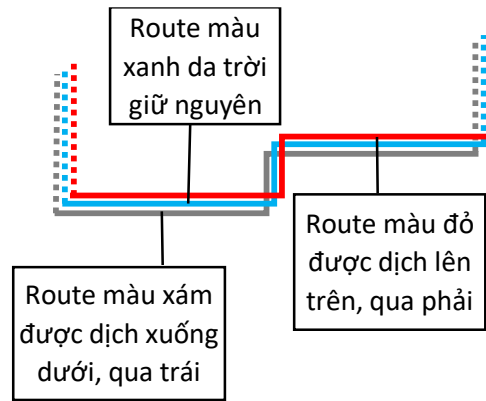 Route màu
xanh da trời
giữ nguyên
Route màu đỏ
được dịch lên
trên, qua phải
Route màu xám
được dịch xuống
dưới, qua trái